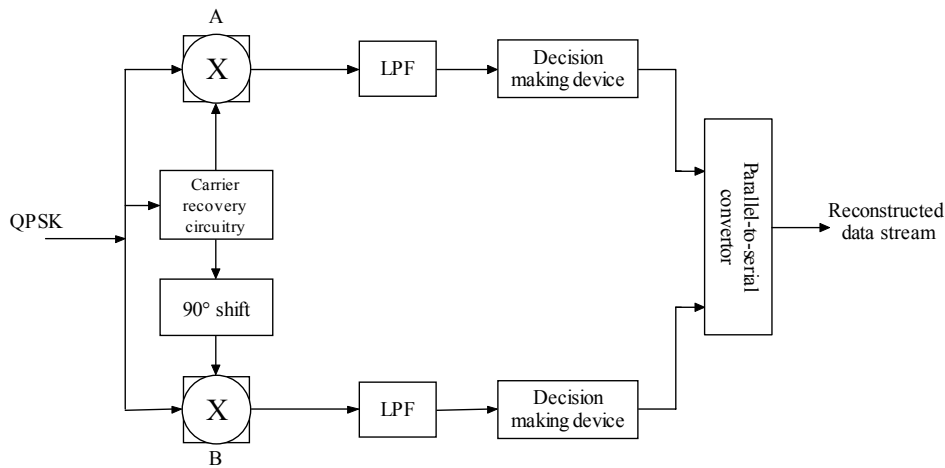 A
X
LPF
Decision
making device
Carrier
recovery
circuitry
QPSK
Parallel-to-serial
convertor
Reconstructed
data stream
90° shift
X
LPF
Decision
making device
B